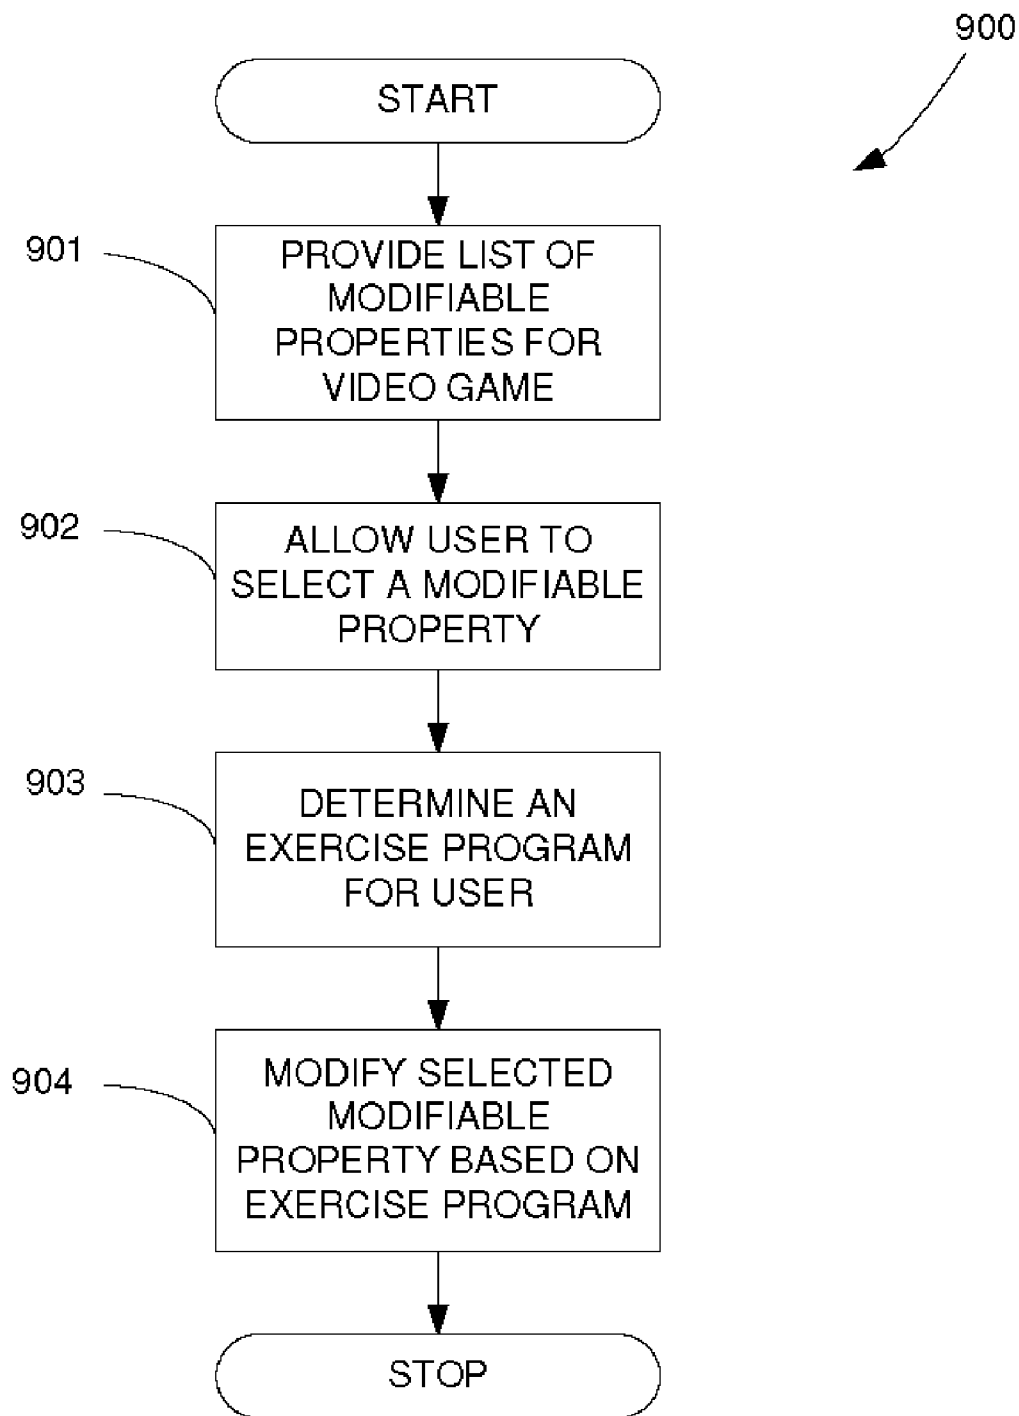 900
START
901
PROVIDE LIST OF
MODIFIABLE
PROPERTIES FOR
VIDEO GAME
902
ALLOW USER TO
SELECT A MODIFIABLE
PROPERTY
903
DETERMINE AN
EXERCISE PROGRAM
FOR USER
904
MODIFY SELECTED
MODIFIABLE
PROPERTY BASED ON
EXERCISE PROGRAM
STOP